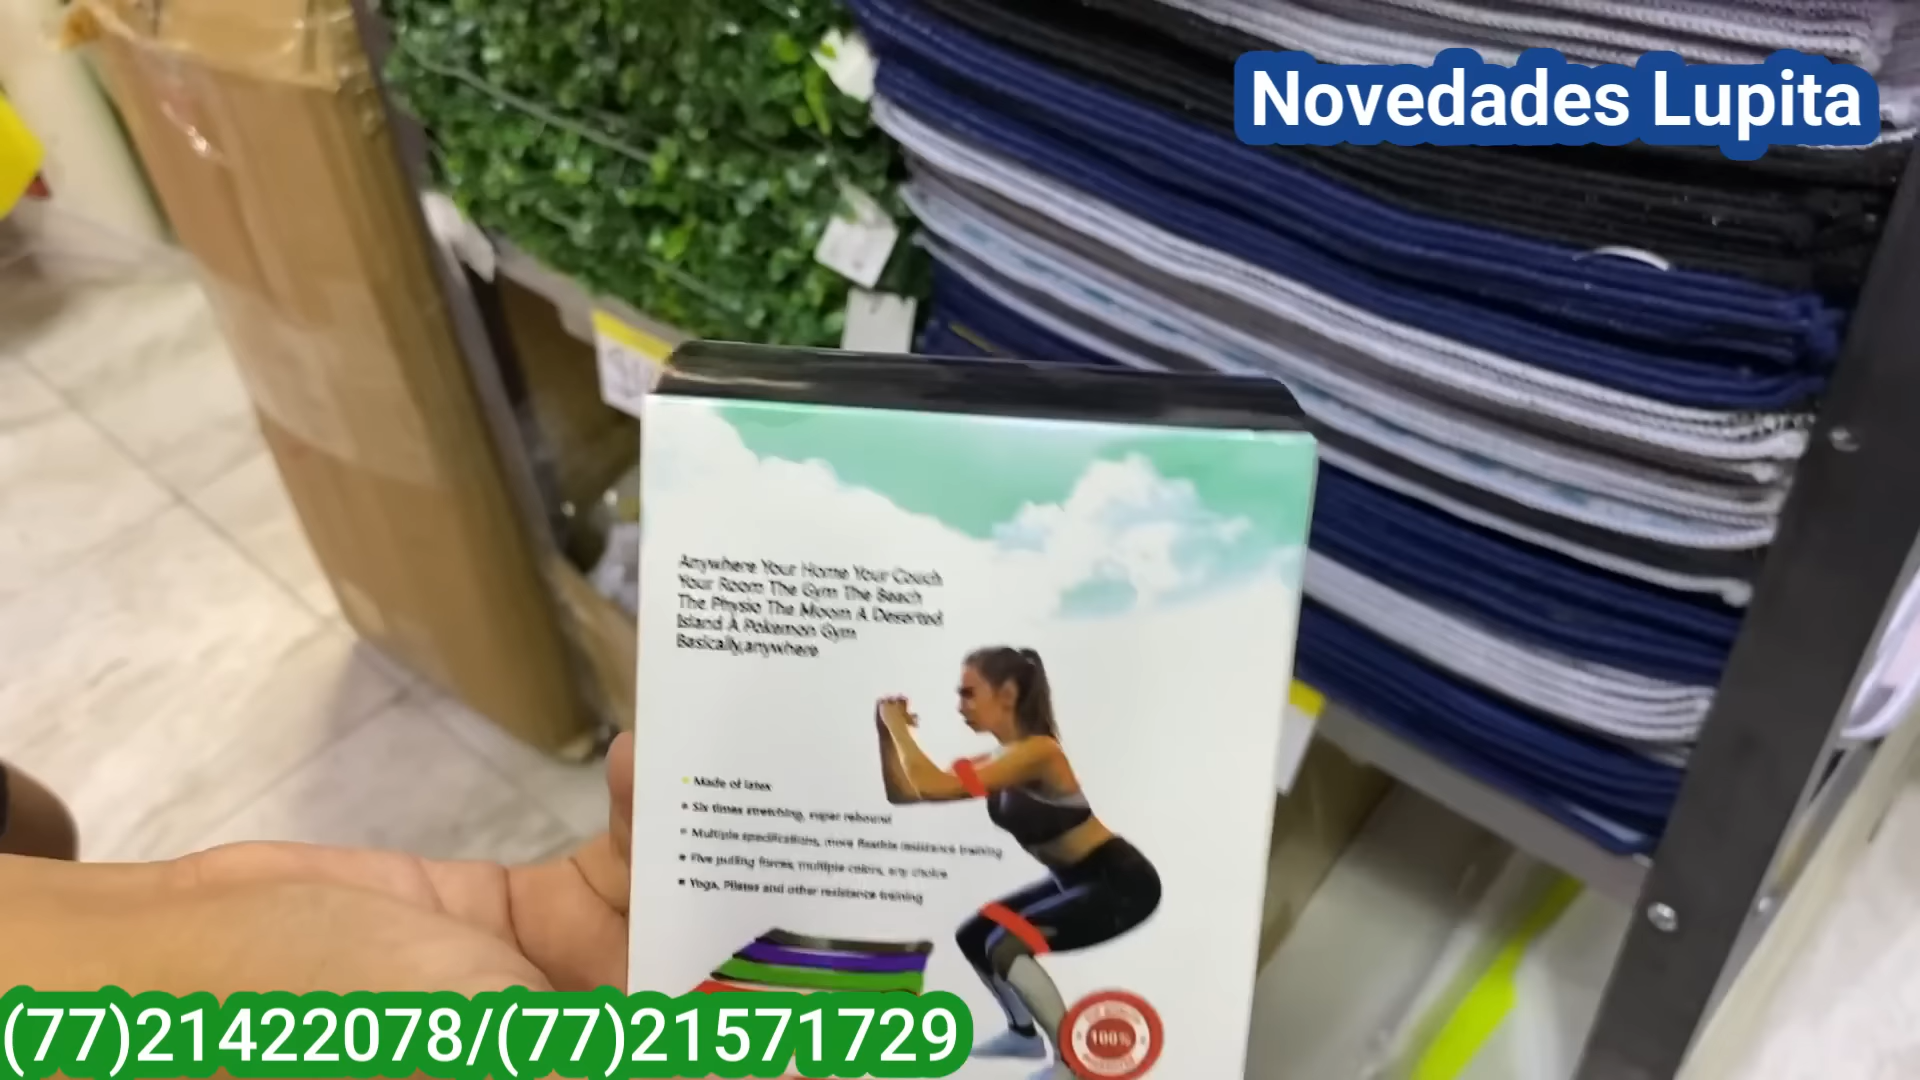 Novedades Lupita
Anywhere Your Home Your Couch
Your Room The Gym The Beach
The Physio The Moom A Deserted
Island A Pokemon Gym
Basically,anywhere
Made of latex
Six times stretching, super rebound
Multiple specifications, more flexible resistance training
Five pulling forces, multiple colors, any choice
Yoga, Pilates and other resistance training
100%
(77)21422078/(77)21571729